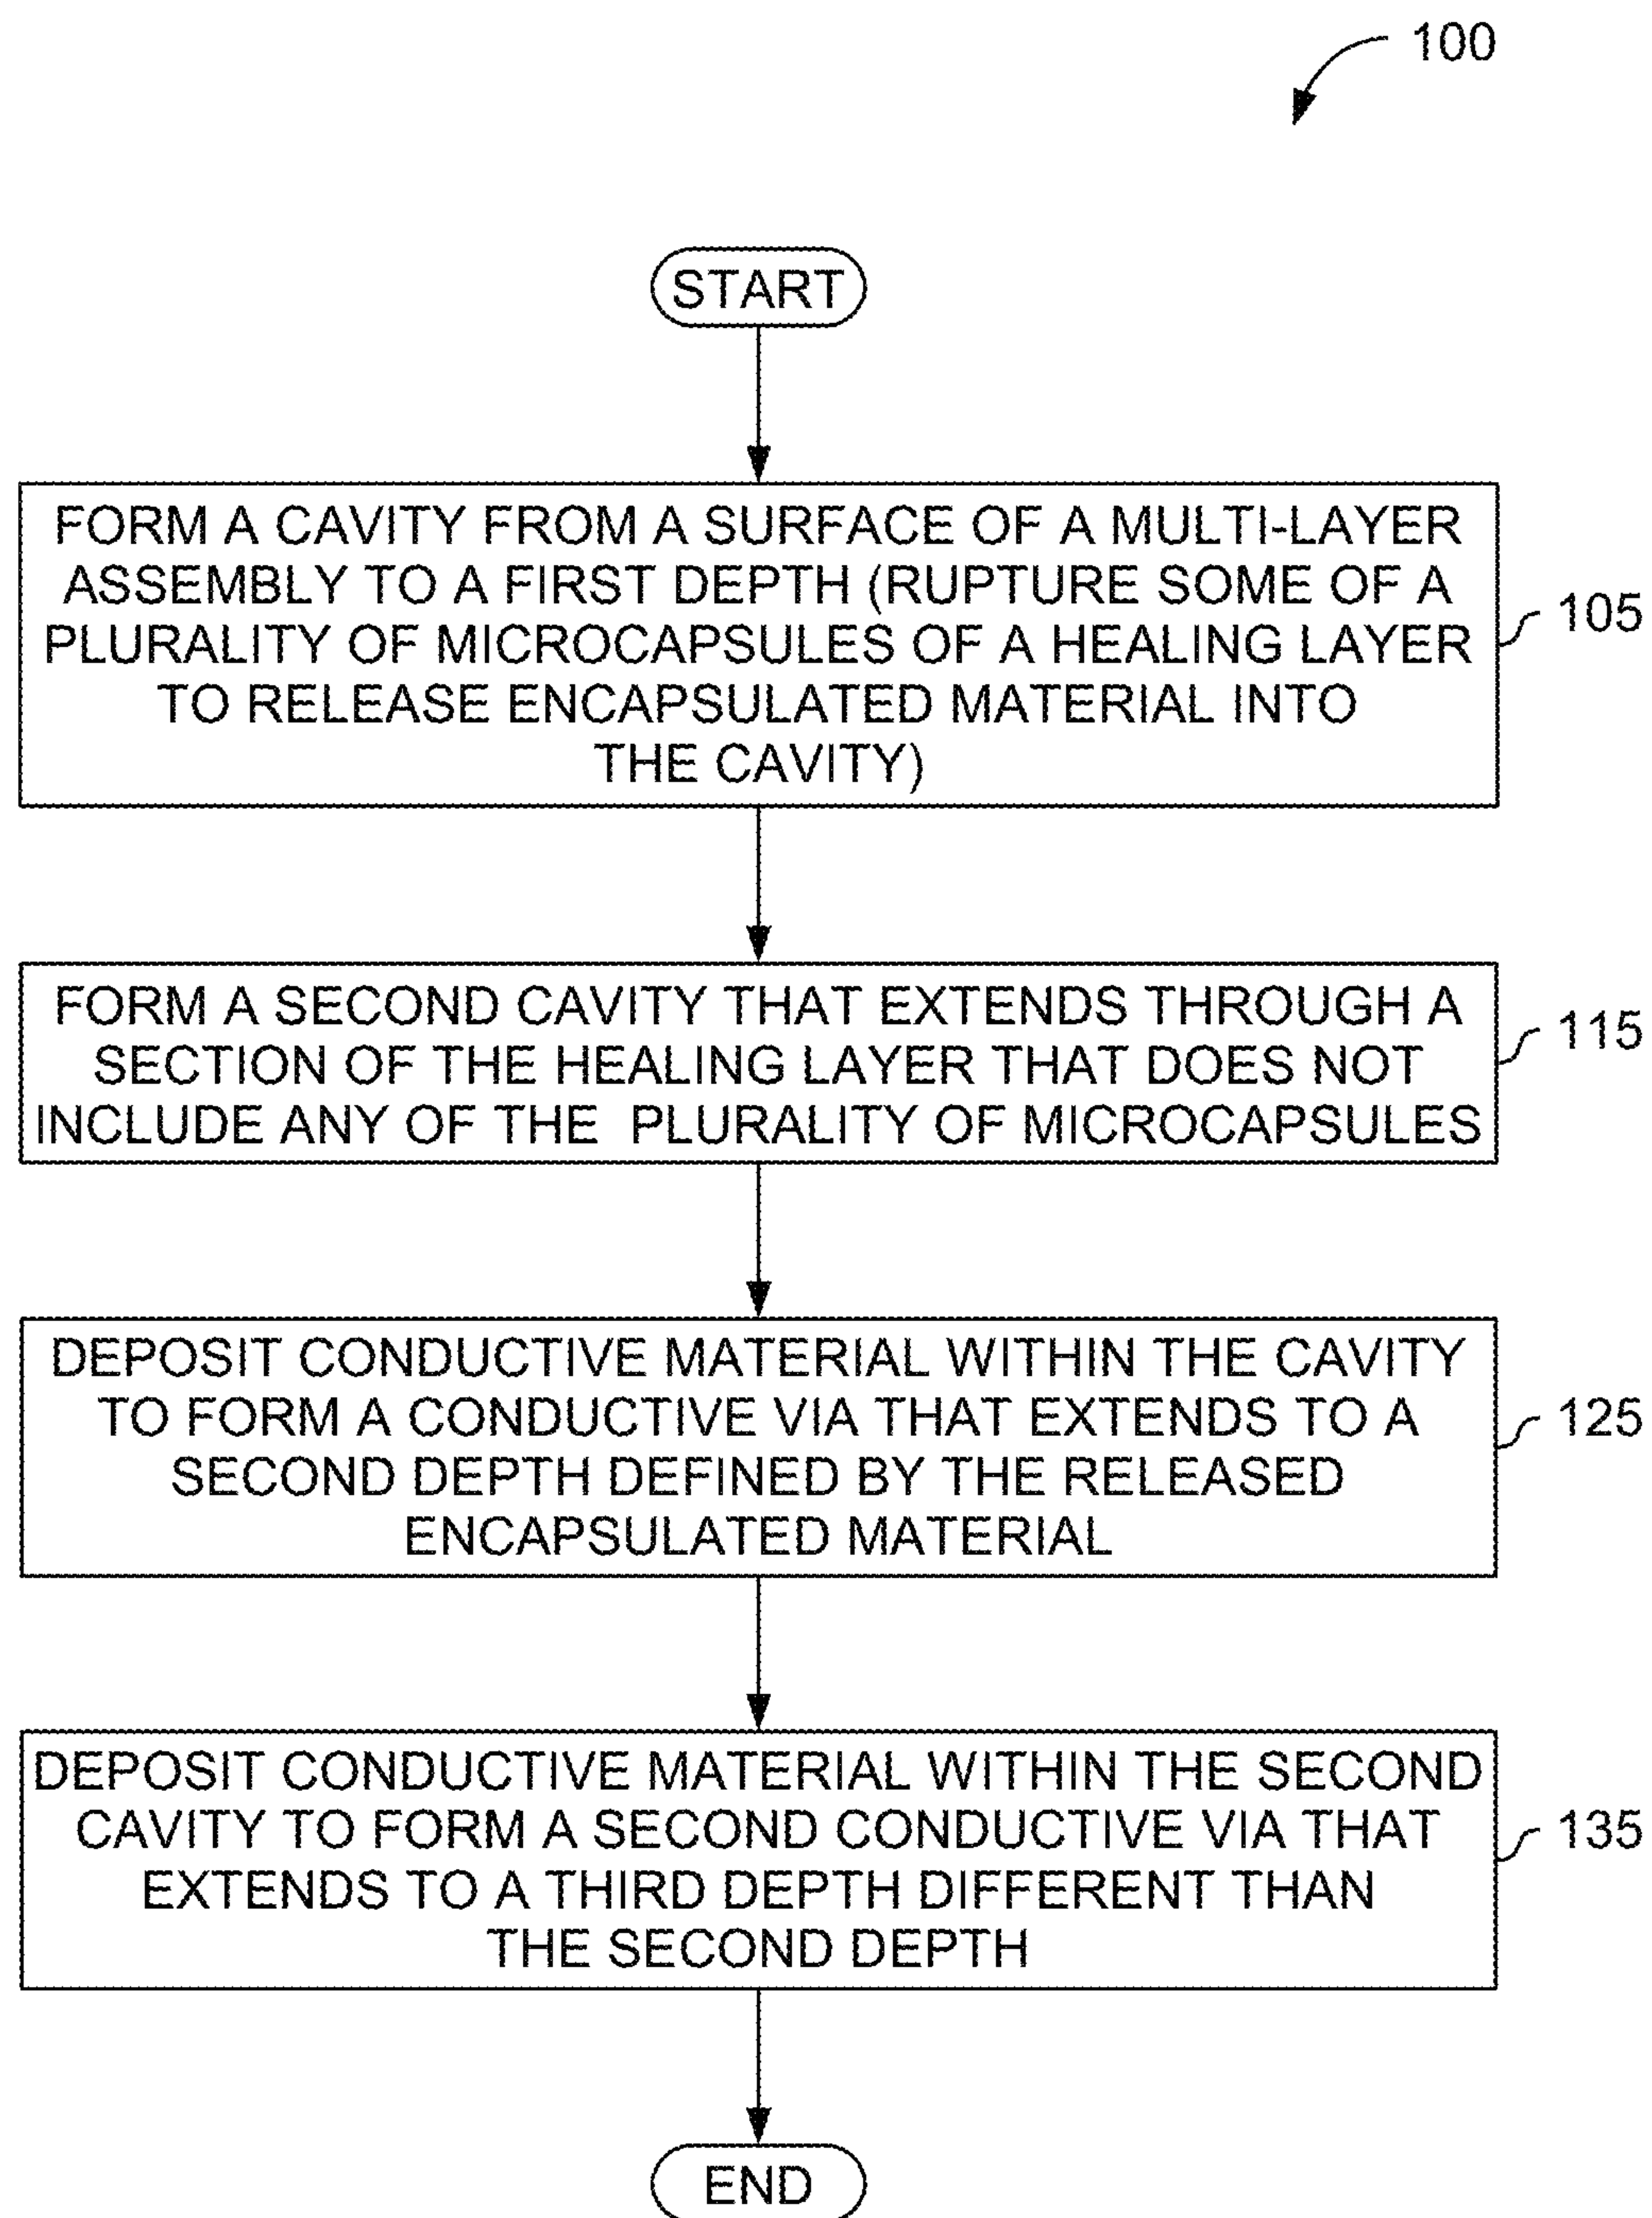 100
START
FORM A CAVITY FROM A SURFACE OF A MULTI-LAYER
ASSEMBLY TO A FIRST DEPTH (RUPTURE SOME OF A
PLURALITY OF MICROCAPSULES OF A HEALING LAYER
TO RELEASE ENCAPSULATED MATERIAL INTO
THE CAVITY)
105
FORM A SECOND CAVITY THAT EXTENDS THROUGH A
SECTION OF THE HEALING LAYER THAT DOES NOT
INCLUDE ANY OF THE PLURALITY OF MICROCAPSULES
115
DEPOSIT CONDUCTIVE MATERIAL WITHIN THE CAVITY
TO FORM A CONDUCTIVE VIA THAT EXTENDS TO A
SECOND DEPTH DEFINED BY THE RELEASED
ENCAPSULATED MATERIAL
125
DEPOSIT CONDUCTIVE MATERIAL WITHIN THE SECOND
CAVITY TO FORM A SECOND CONDUCTIVE VIA THAT
EXTENDS TO A THIRD DEPTH DIFFERENT THAN
THE SECOND DEPTH
135
END